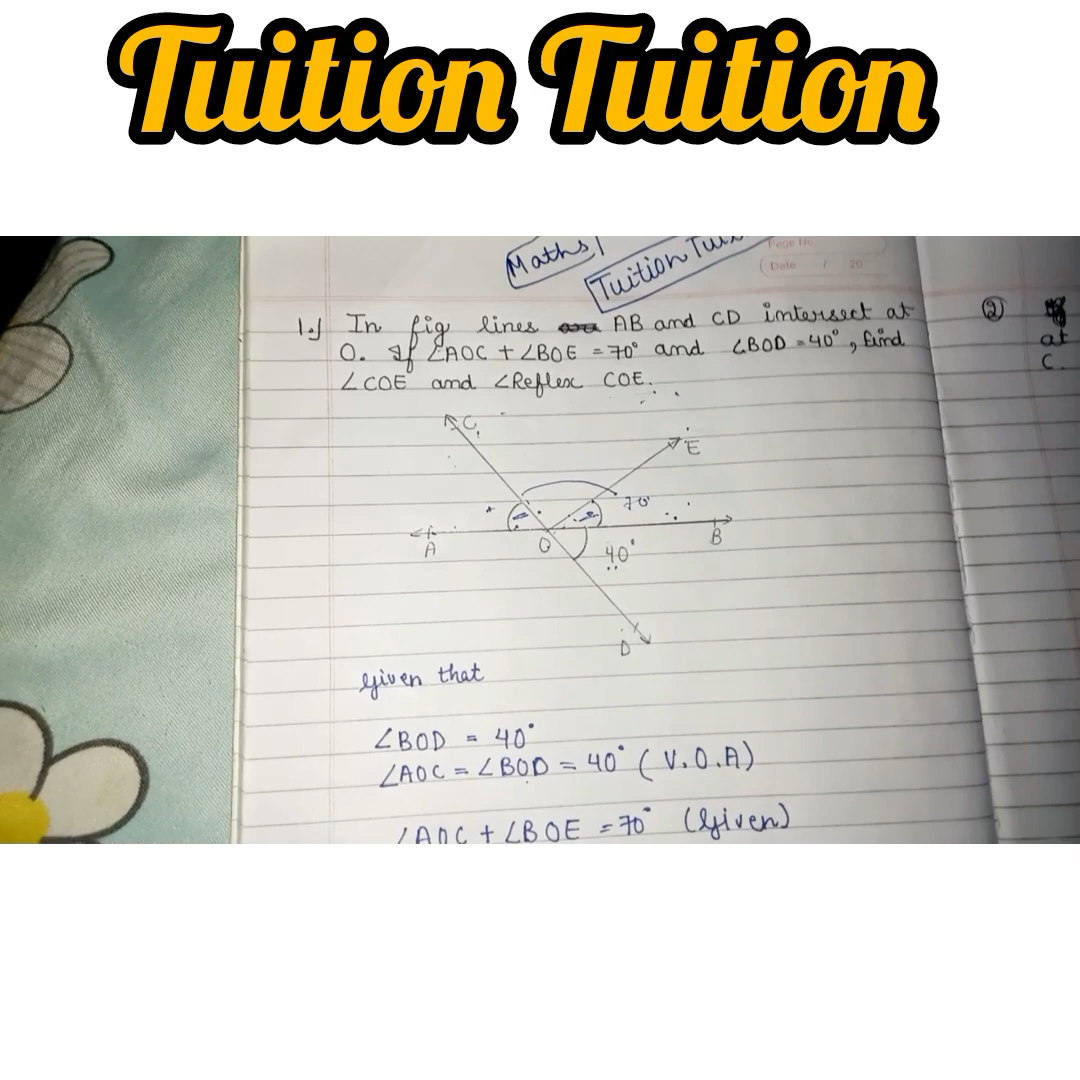 Tuition Tuition
Maths
Tuition
Page No.
Date / 20
1.) In fig lines AB and CD intersect at
O. If ∠AOC + ∠BOE = 70° and ∠BOD = 40°, find
∠COE and ∠Reflex COE.
②
at
C.
C
E
70°
A
O
40°
B
D
given that
∠BOD = 40°
∠AOC = ∠BOD = 40° (V.O.A)
∠AOC + ∠BOE = 70° (Given)